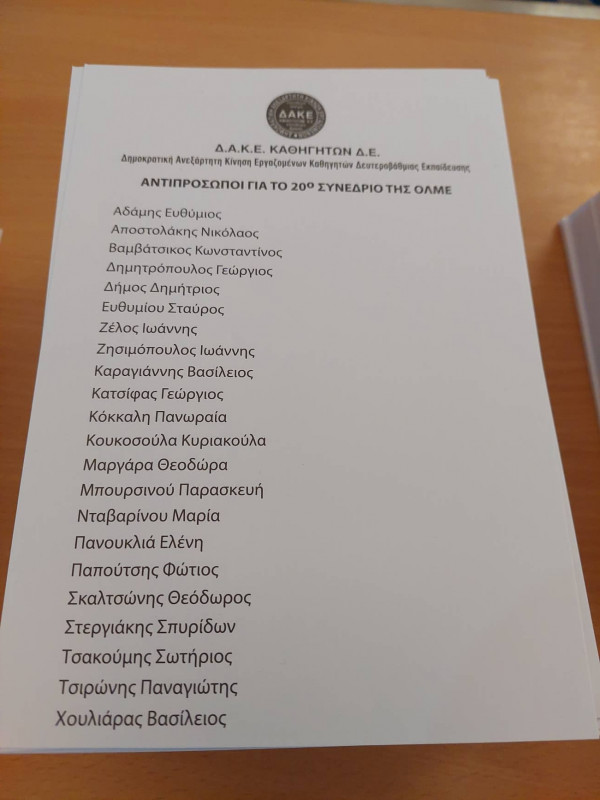 ΔΑΚΕ
Δ.Α.Κ.Ε. ΚΑΘΗΓΗΤΩΝ Δ.Ε.
Δημοκρατική Ανεξάρτητη Κίνηση Εργαζομένων Καθηγητών Δευτεροβάθμιας Εκπαίδευσης
ΑΝΤΙΠΡΟΣΩΠΟΙ ΓΙΑ ΤΟ 20º ΣΥΝΕΔΡΙΟ ΤΗΣ ΟΛΜΕ
Αδάμης Ευθύμιος
Αποστολάκης Νικόλαος
Βαμβάτσικος Κωνσταντίνος
Δημητρόπουλος Γεώργιος
Δήμος Δημήτριος
Ευθυμίου Σταύρος
Ζέλος Ιωάννης
Ζησιμόπουλος Ιωάννης
Καραγιάννης Βασίλειος
Κατσίφας Γεώργιος
Κόκκαλη Πανωραία
Κουκοσούλα Κυριακούλα
Μαργάρα Θεοδώρα
Μπουρσινού Παρασκευή
Νταβαρίνου Μαρία
Πανουκλιά Ελένη
Παπούτσης Φώτιος
Σκαλτσώνης Θεόδωρος
Στεργιάκης Σπυρίδων
Τσακούμης Σωτήριος
Τσιρώνης Παναγιώτης
Χουλιάρας Βασίλειος